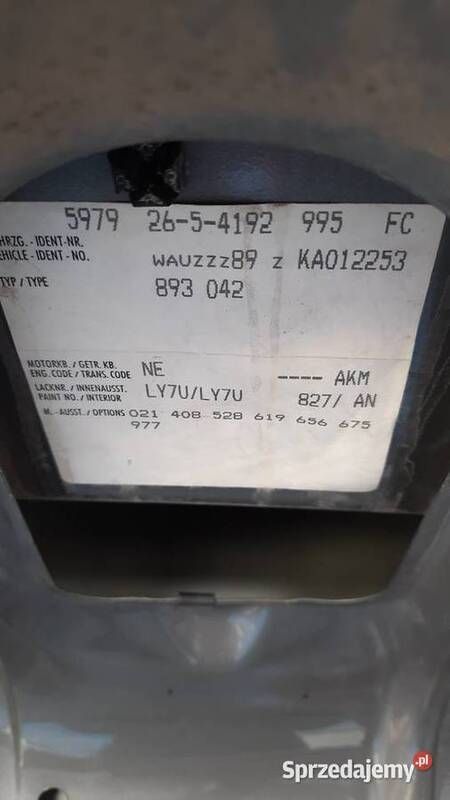 5979 26-5-4192 995 FC
HRZG. - IDENT-NR.
EHICLE - IDENT - NO. WAUZZZ89 Z KA012253
TYP / TYPE 893 042
MOTORKB. / GETR. KB.
ENG. CODE / TRANS. CODE NE ---- AKM
LACKNR. / INNENAUSST.
PAINT NO. / INTERIOR LY7U/LY7U 827/ AN
M. - AUSST. / OPTIONS 021 408 528 619 656 675
977
Sprzedajemy.pl